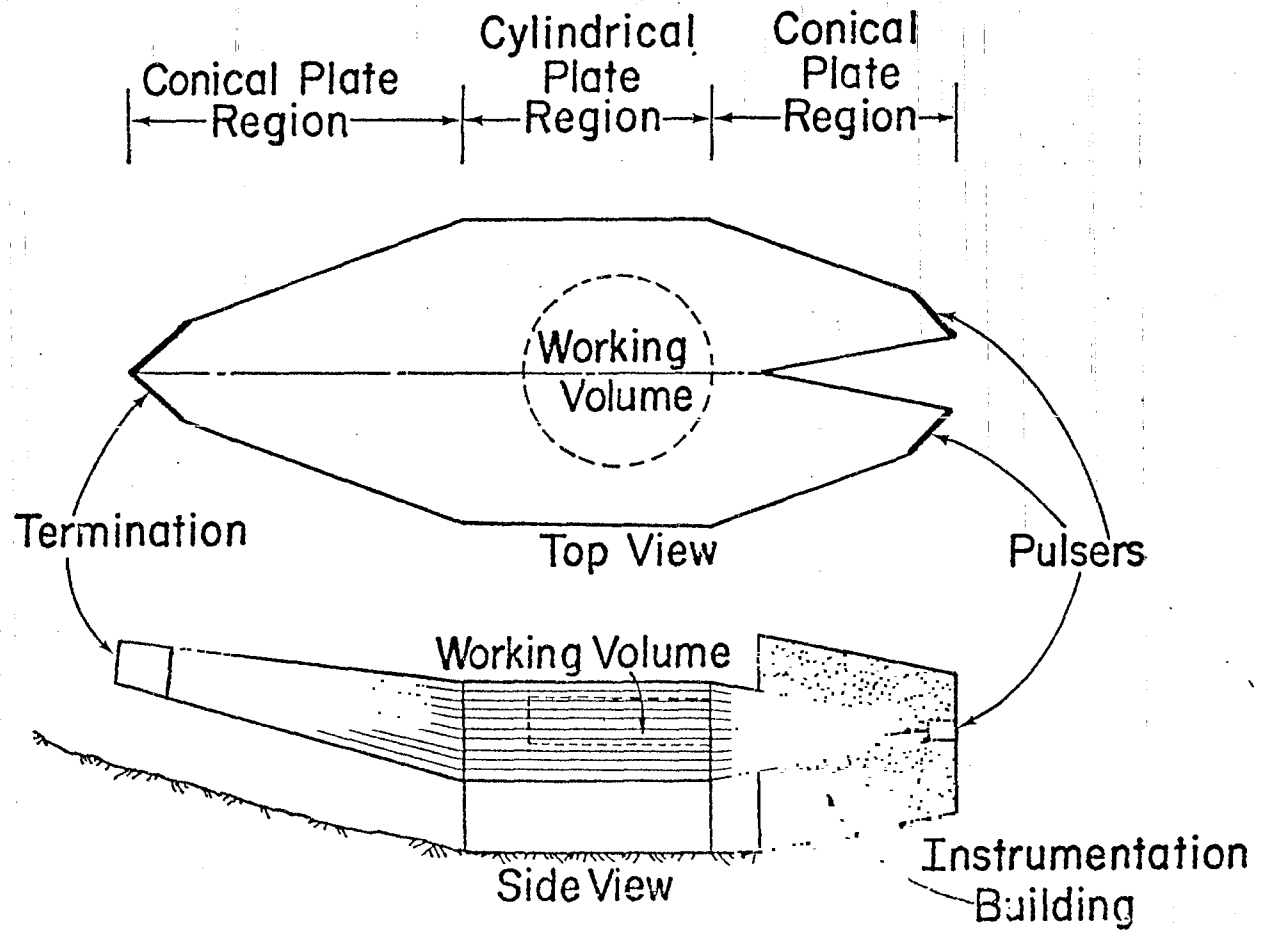 Conical Plate
Region
Cylindrical
Plate
Region
Conical
Plate
Region
Working
Volume
Termination
Top View
Pulsers
Working Volume
Side View
Instrumentation
Building